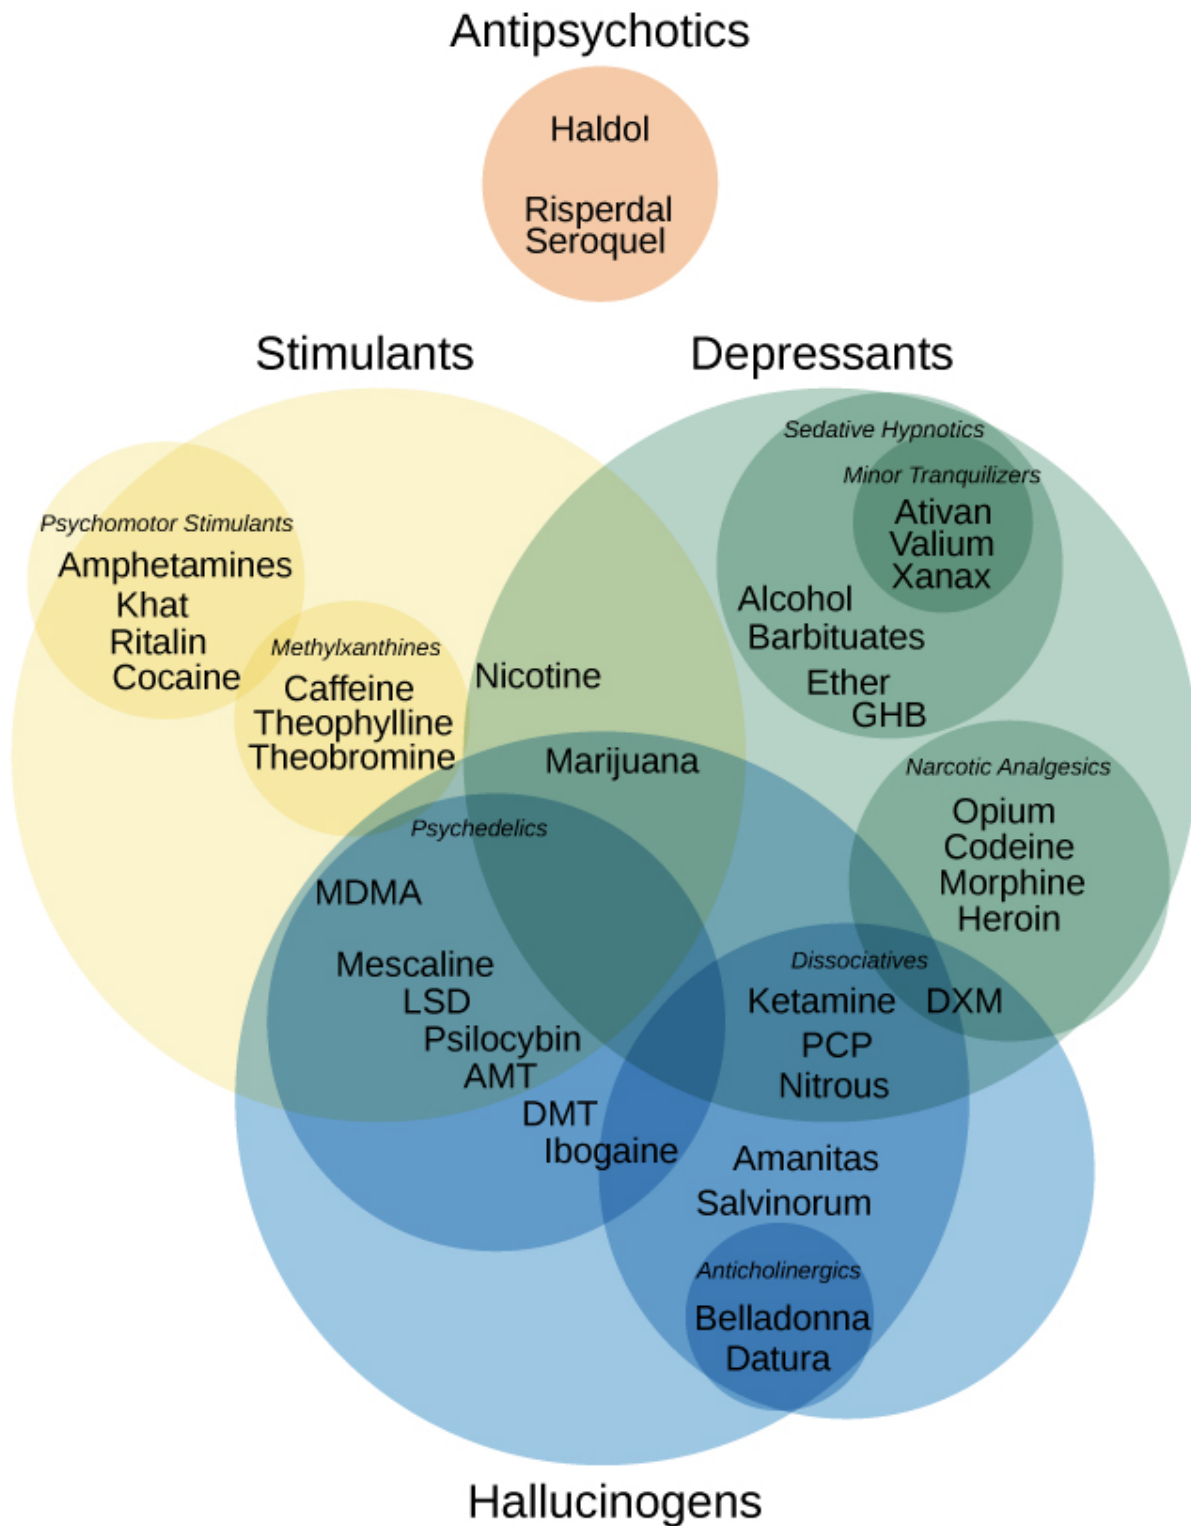 Antipsychotics
Haldol
Risperdal
Seroquel
Stimulants
Depressants
Sedative Hypnotics
Minor Tranquilizers
Ativan
Valium
Xanax
Alcohol
Barbituates
Ether
GHB
Psychomotor Stimulants
Amphetamines
Khat
Ritalin
Cocaine
Methylxanthines
Caffeine
Theophylline
Theobromine
Nicotine
Marijuana
Narcotic Analgesics
Opium
Codeine
Morphine
Heroin
Psychedelics
MDMA
Mescaline
LSD
Psilocybin
AMT
DMT
Ibogaine
Dissociatives
Ketamine DXM
PCP
Nitrous
Amanitas
Salvinorum
Anticholinergics
Belladonna
Datura
Hallucinogens